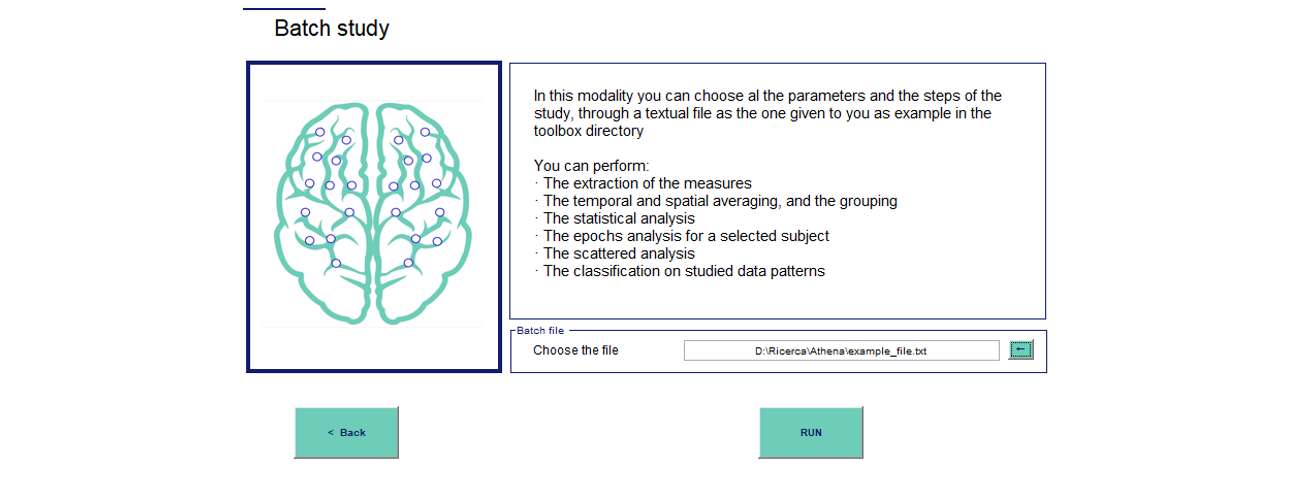 Batch study
In this modality you can choose al the parameters and the steps of the
study, through a textual file as the one given to you as example in the
toolbox directory
You can perform:
· The extraction of the measures
· The temporal and spatial averaging, and the grouping
· The statistical analysis
· The epochs analysis for a selected subject
· The scattered analysis
· The classification on studied data patterns
Batch file
Choose the file D:\Ricerca\Athena\example_file.txt ←
< Back RUN